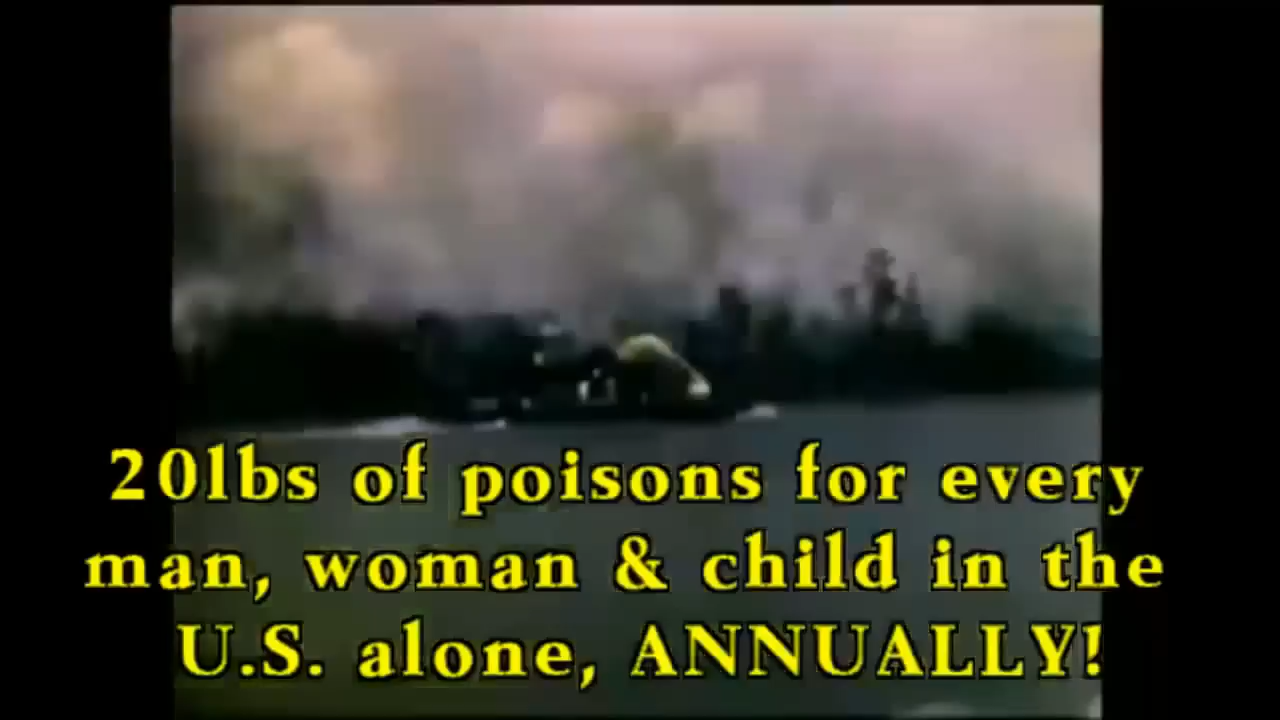 20lbs of poisons for every
man, woman & child in the
U.S. alone, ANNUALLY!